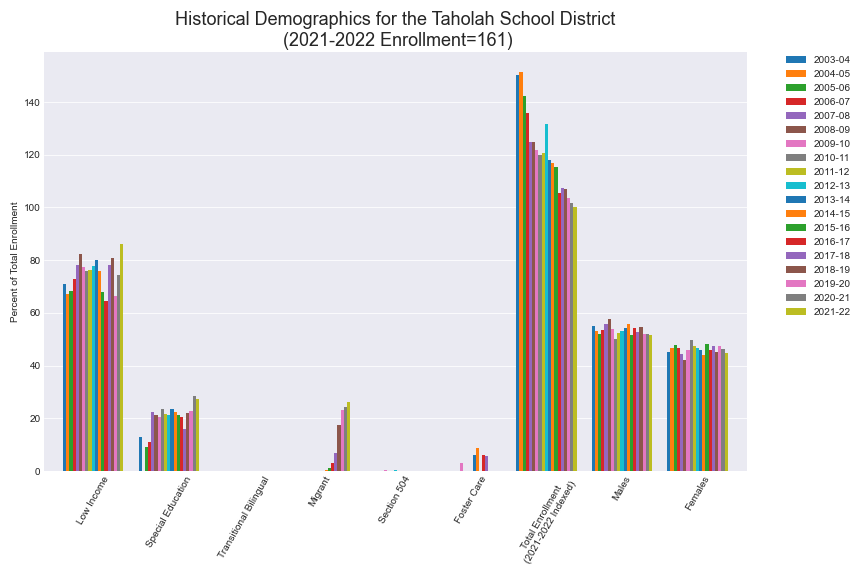 Historical Demographics for the Taholah School District
(2021-2022 Enrollment=161)
Percent of Total Enrollment
140
120
100
80
60
40
20
0
Low Income
Special Education
Transitional Bilingual
Migrant
Section 504
Foster Care
Total Enrollment
(2021-2022 Indexed)
Males
Females
2003-04
2004-05
2005-06
2006-07
2007-08
2008-09
2009-10
2010-11
2011-12
2012-13
2013-14
2014-15
2015-16
2016-17
2017-18
2018-19
2019-20
2020-21
2021-22